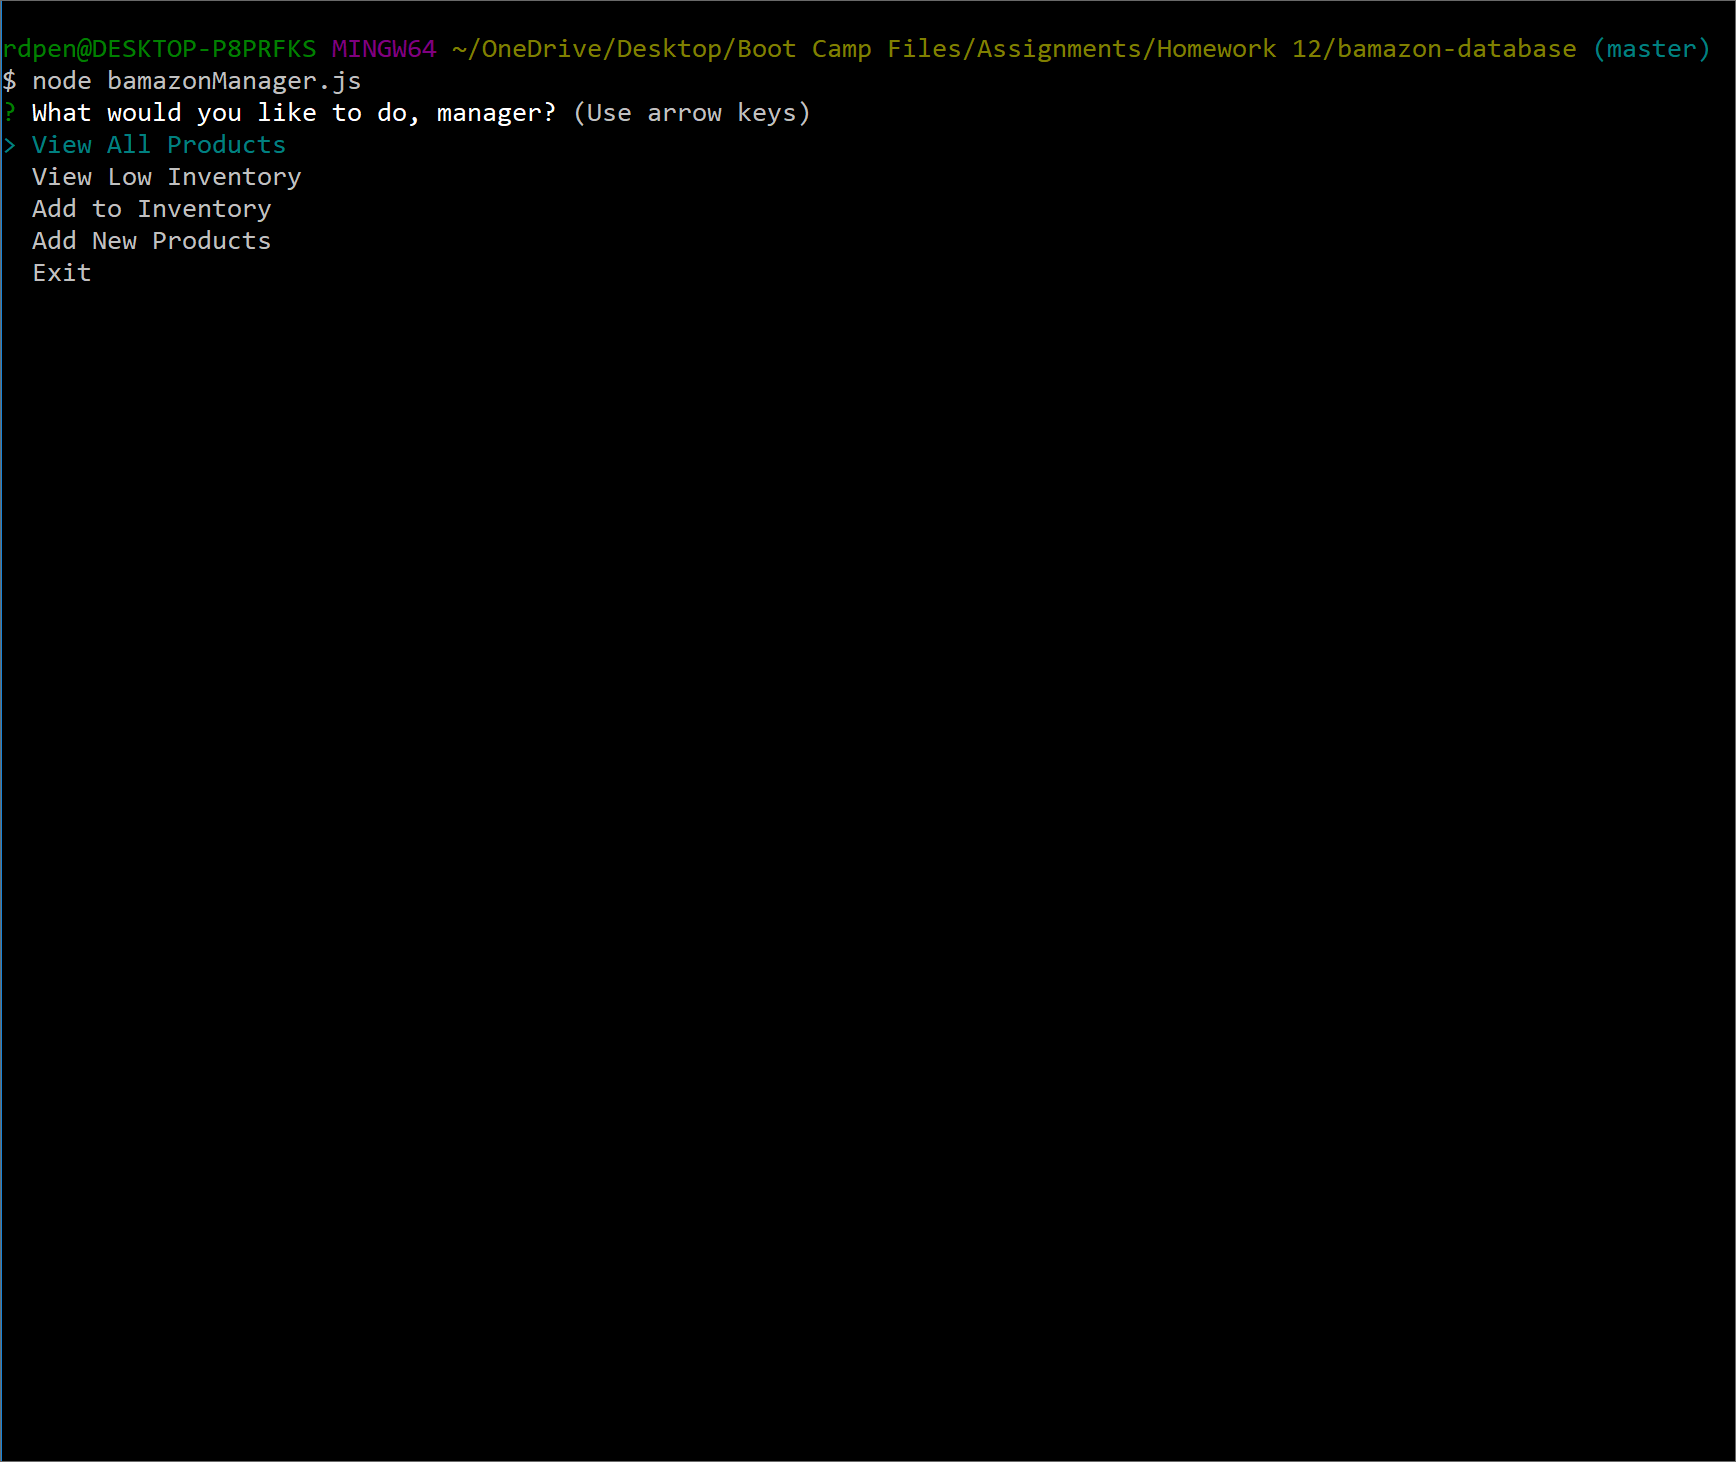 rdpen@DESKTOP-P8PRFKS MINGW64 ~/OneDrive/Desktop/Boot Camp Files/Assignments/Homework 12/bamazon-database (master)
$ node bamazonManager.js
? What would you like to do, manager? (Use arrow keys)
> View All Products
  View Low Inventory
  Add to Inventory
  Add New Products
  Exit